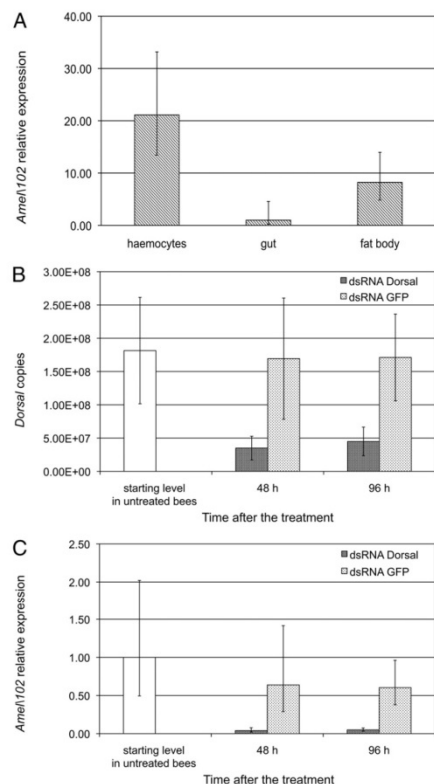 A
Amel\102 relative expression
40.00
30.00
20.00
10.00
0.00
haemocytes gut fat body
B
Dorsal copies
3.00E+08
2.50E+08
2.00E+08
1.50E+08
1.00E+08
5.00E+07
0.00E+00
dsRNA Dorsal
dsRNA GFP
starting level
in untreated bees
48 h 96 h
Time after the treatment
C
Amel\102 relative expression
2.50
2.00
1.50
1.00
0.50
0.00
dsRNA Dorsal
dsRNA GFP
starting level
in untreated bees
48 h 96 h
Time after the treatment